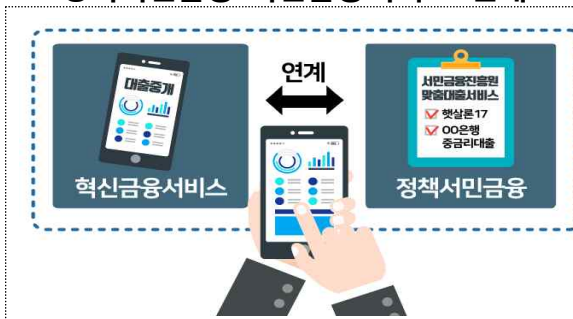 대출중개
연계
서민금융진흥원
맞춤대출서비스
햇살론17
OO은행
중금리대출
혁신금융서비스
정책서민금융